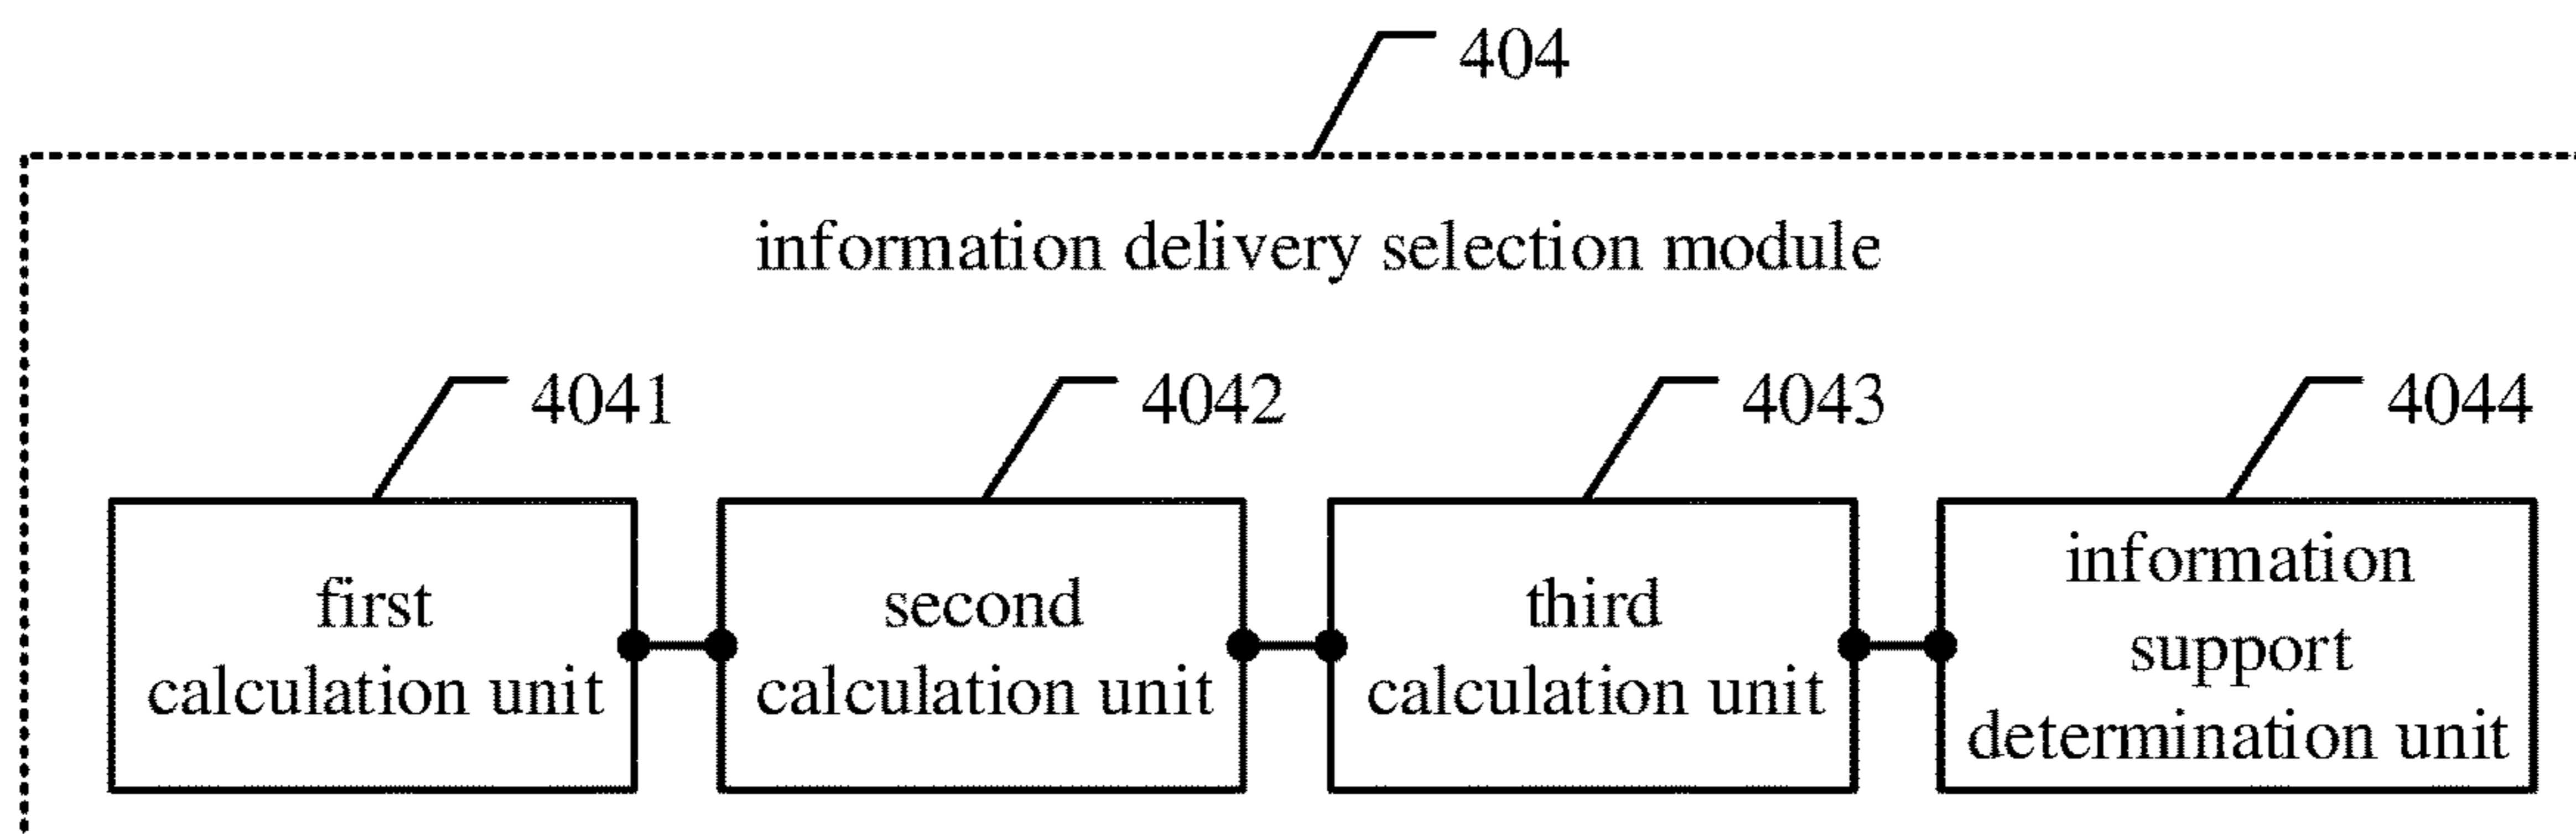 404
information delivery selection module
4041
4042
4043
4044
first
calculation unit
second
calculation unit
third
calculation unit
information
support
determination unit